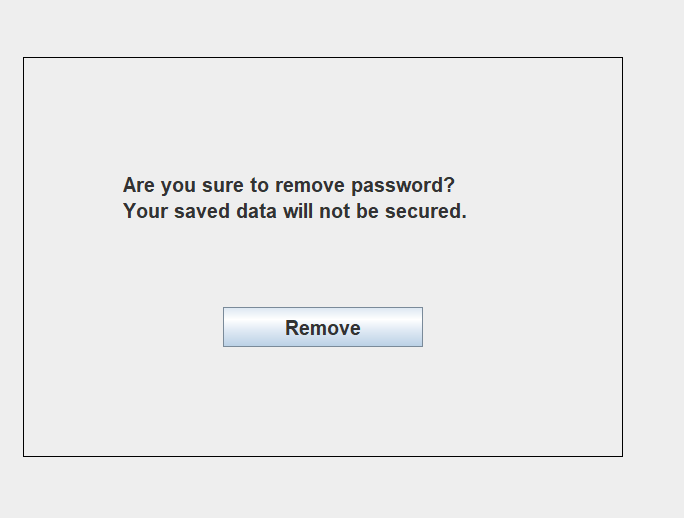 Are you sure to remove password?
Your saved data will not be secured.
Remove